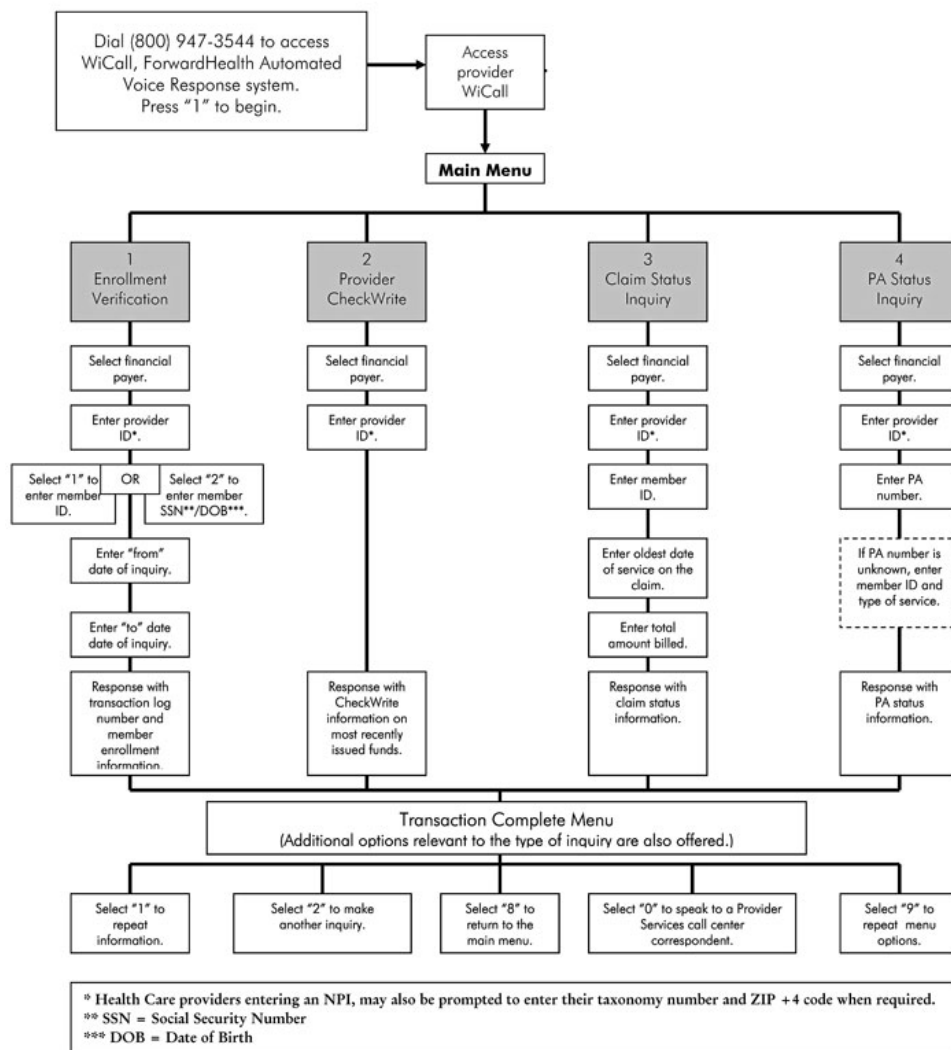 Dial (800) 947-3544 to access
WiCall, ForwardHealth Automated
Voice Response system.
Press “1” to begin.
Access
provider
WiCall
Main Menu
1
Enrollment
Verification
2
Provider
CheckWrite
3
Claim Status
Inquiry
4
PA Status
Inquiry
Select financial
payer.
Select financial
payer.
Select financial
payer.
Select financial
payer.
Enter provider
ID*.
Enter provider
ID*.
Enter provider
ID*.
Enter provider
ID*.
Select “1” to
enter member
ID.
OR
Select “2” to
enter member
SSN**/DOB***.
Enter member
ID.
Enter PA
number.
Enter “from”
date of inquiry.
Enter oldest date
of service on the
claim.
If PA number is
unknown, enter
member ID and
type of service.
Enter “to” date
date of inquiry.
Enter total
amount billed.
Response with
transaction log
number and
member
enrollment
information.
Response with
CheckWrite
information on
most recently
issued funds.
Response with
claim status
information.
Response with
PA status
information.
Transaction Complete Menu
(Additional options relevant to the type of inquiry are also offered.)
Select “1” to
repeat
information.
Select “2” to make
another inquiry.
Select “8” to
return to the
main menu.
Select “0” to speak to a Provider
Services call center
correspondent.
Select “9” to
repeat menu
options.
* Health Care providers entering an NPI, may also be prompted to enter their taxonomy number and ZIP +4 code when required.
** SSN = Social Security Number
*** DOB = Date of Birth